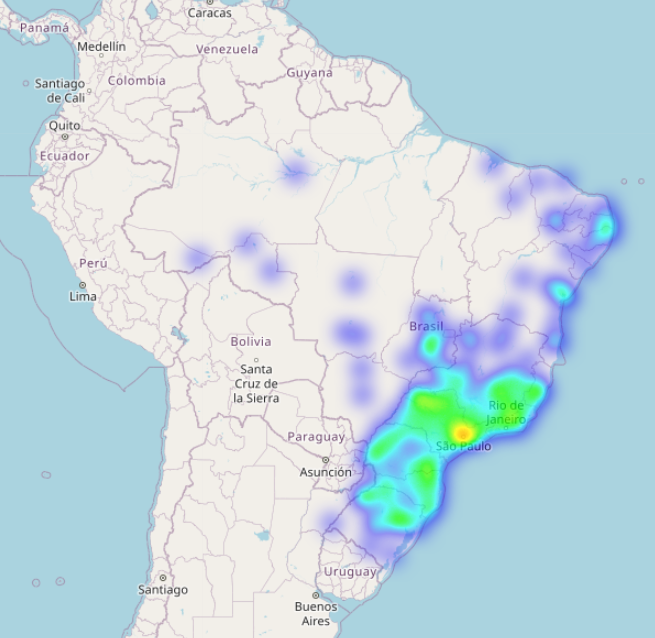 Caracas
Panamá
Medellín
Venezuela
Guyana
Colombia
Santiago
de Cali
Quito
Ecuador
Perú
Lima
Brasil
Bolivia
Santa
Cruz de
la Sierra
Rio de
Janeiro
Paraguay
São Paulo
Asunción
Uruguay
Santiago
Buenos
Aires